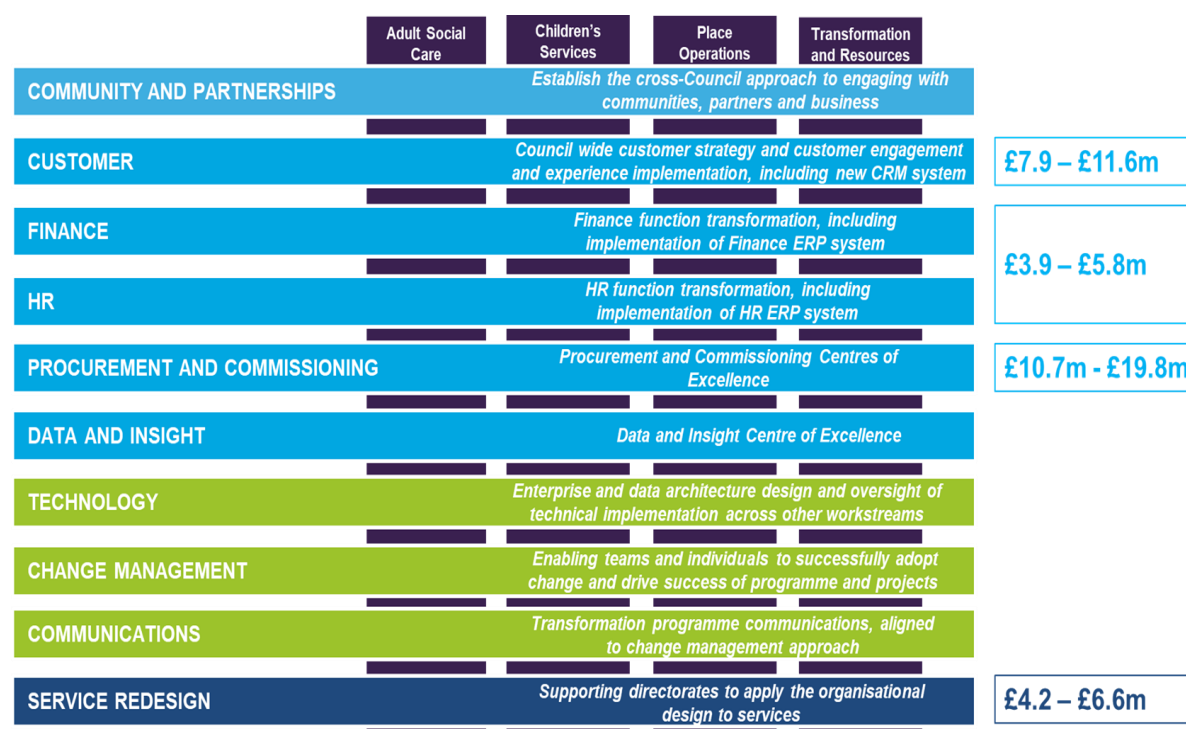 Adult Social
Care
Children's
Services
Place
Operations
Transformation
and Resources
COMMUNITY AND PARTNERSHIPS
Establish the cross-Council approach to engaging with
communities, partners and business
CUSTOMER
Council wide customer strategy and customer engagement
and experience implementation, including new CRM system
£7.9 – £11.6m
FINANCE
Finance function transformation, including
implementation of Finance ERP system
£3.9 – £5.8m
HR
HR function transformation, including
implementation of HR ERP system
PROCUREMENT AND COMMISSIONING
Procurement and Commissioning Centres of
Excellence
£10.7m - £19.8m
DATA AND INSIGHT
Data and Insight Centre of Excellence
TECHNOLOGY
Enterprise and data architecture design and oversight of
technical implementation across other workstreams
CHANGE MANAGEMENT
Enabling teams and individuals to successfully adopt
change and drive success of programme and projects
COMMUNICATIONS
Transformation programme communications, aligned
to change management approach
SERVICE REDESIGN
Supporting directorates to apply the organisational
design to services
£4.2 – £6.6m